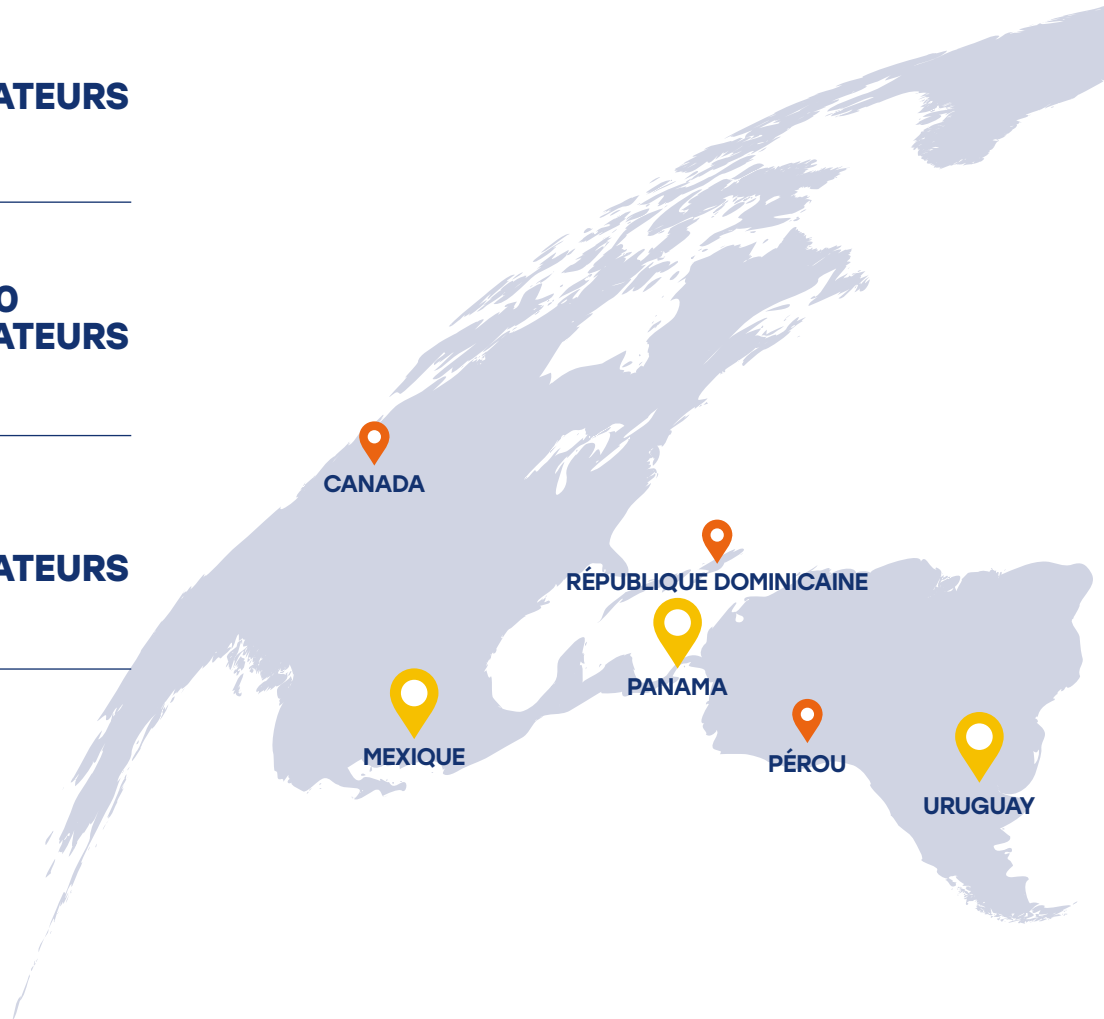 ATEURS
0
ATEURS
ATEURS
CANADA
RÉPUBLIQUE DOMINICAINE
PANAMA
MEXIQUE
PÉROU
URUGUAY